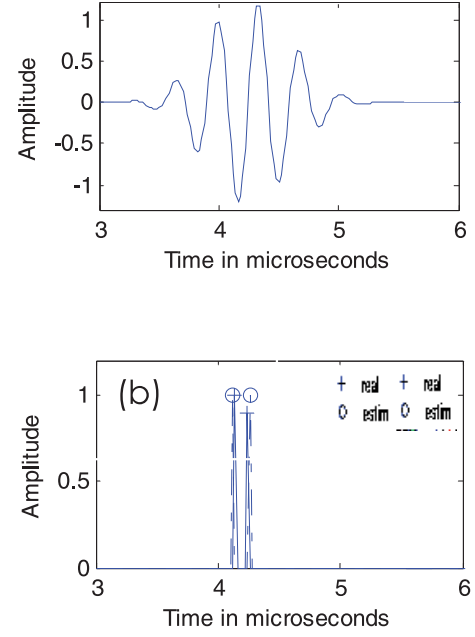 1
0.5
0
-0.5
-1
Amplitude
3 4 5 6
Time in microseconds
(b)
+ real + real
o estim o estim
1
0.5
0
Amplitude
3 4 5 6
Time in microseconds